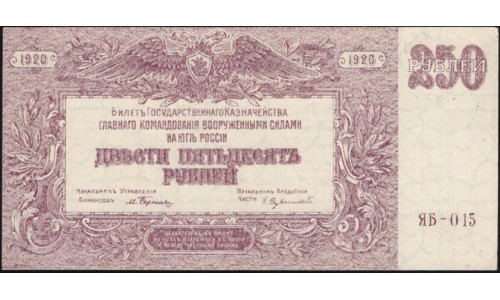 1920
1920
250
РУБЛЕЙ
БИЛЕТЪ ГОСУДАРСТВЕННАГО КАЗНАЧЕЙСТВА
ГЛАВНАГО КОМАНДОВАНІЯ ВООРУЖЕННЫМИ СИЛАМИ
НА ЮГѢ РОССІИ
ДВЕСТИ ПЯТЬДЕСЯТЪ
РУБЛЕЙ
НАЧАЛЬНИКЪ УПРАВЛЕНІЯ
ФИНАНСОВЪ
НАЧАЛЬНИКЪ КРЕДИТНОЙ
ЧАСТИ
ЯБ-015